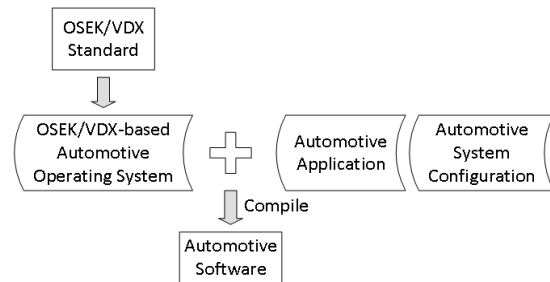 OSEK/VDX
Standard
OSEK/VDX-based
Automotive
Operating System
Automotive
Application
Automotive
System
Configuration
Compile
Automotive
Software